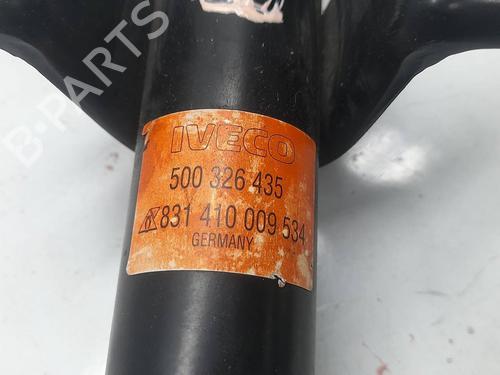 B-PARTS
IVECO
500 326 435
831 410 009 534
GERMANY